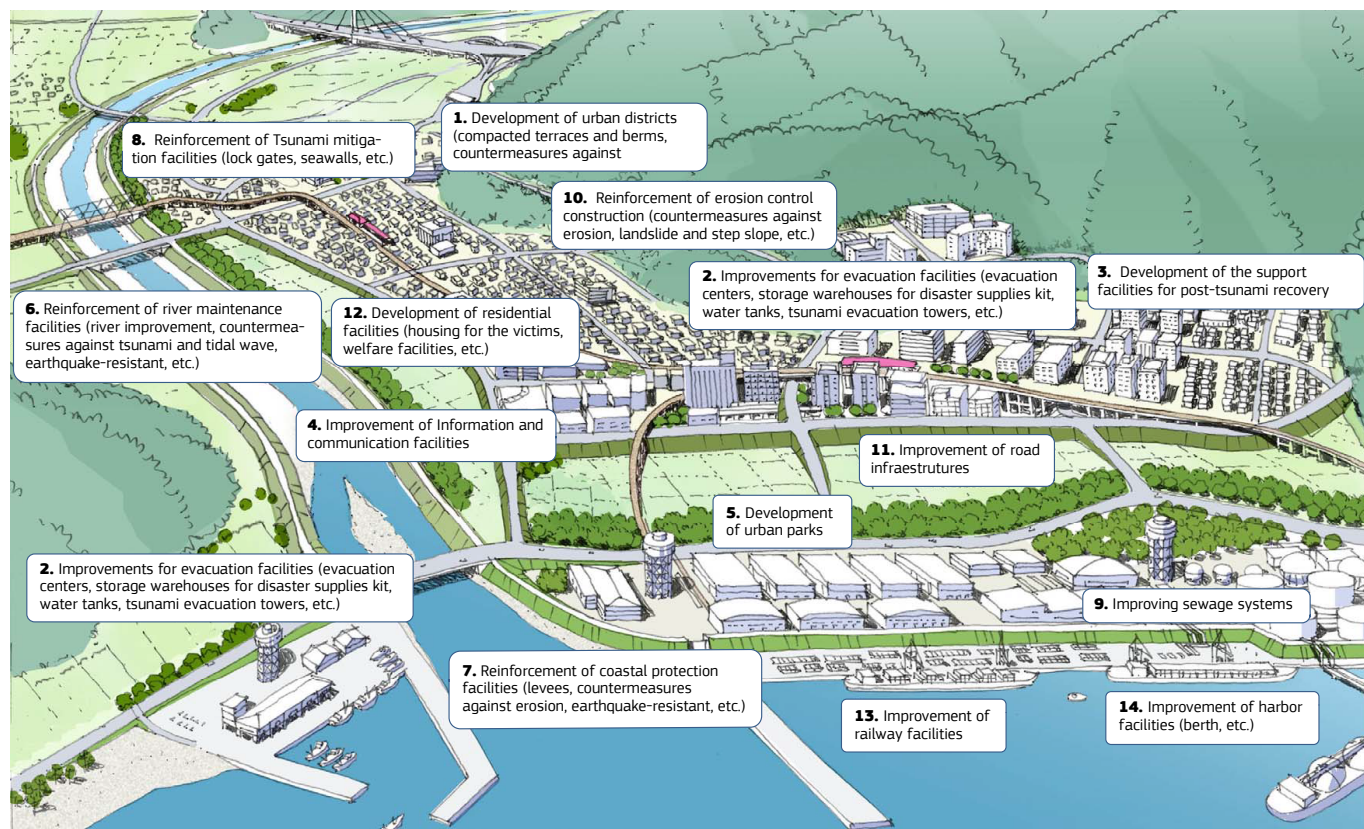 1. Development of urban districts
(compacted terraces and berms,
countermeasures against
8. Reinforcement of Tsunami mitiga-
tion facilities (lock gates, seawalls, etc.)
10. Reinforcement of erosion control
construction (countermeasures against
erosion, landslide and step slope, etc.)
2. Improvements for evacuation facilities (evacuation
centers, storage warehouses for disaster supplies kit,
water tanks, tsunami evacuation towers, etc.)
3. Development of the support
facilities for post-tsunami recovery
6. Reinforcement of river maintenance
facilities (river improvement, countermea-
sures against tsunami and tidal wave,
earthquake-resistant, etc.)
12. Development of residential
facilities (housing for the victims,
welfare facilities, etc.)
4. Improvement of Information and
communication facilities
11. Improvement of road
infraestrutures
5. Development
of urban parks
2. Improvements for evacuation facilities (evacuation
centers, storage warehouses for disaster supplies kit,
water tanks, tsunami evacuation towers, etc.)
9. Improving sewage systems
7. Reinforcement of coastal protection
facilities (levees, countermeasures
against erosion, earthquake-resistant, etc.)
13. Improvement of
railway facilities
14. Improvement of harbor
facilities (berth, etc.)